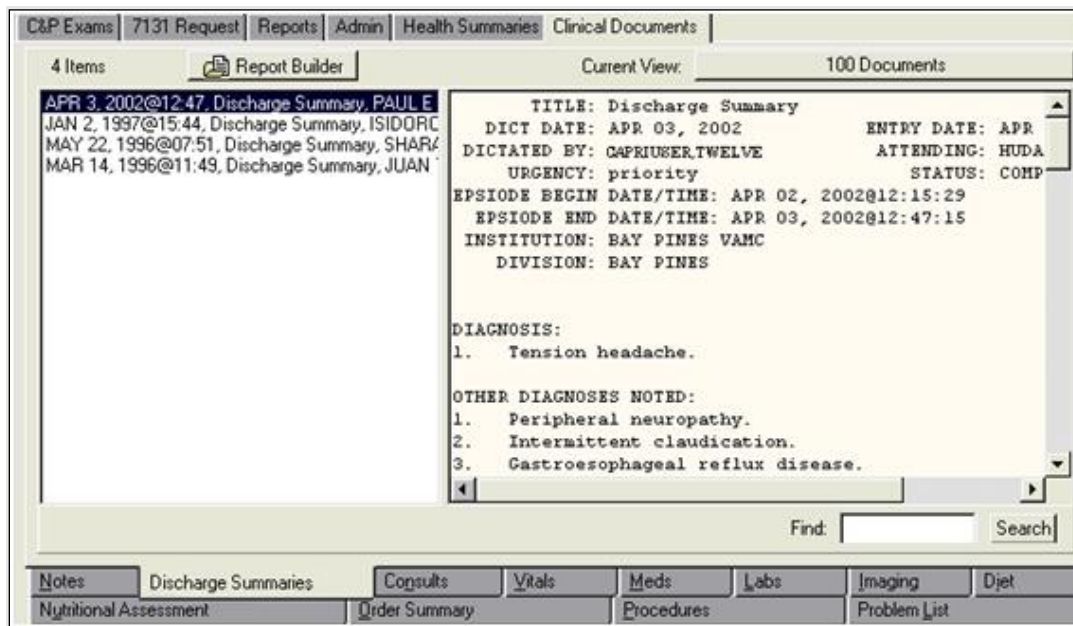 C&P Exams 7131 Request Reports Admin Health Summaries Clinical Documents
4 Items Report Builder Current View: 100 Documents
APR 3, 2002@12:47, Discharge Summary, PAUL E
JAN 2, 1997@15:44, Discharge Summary, ISIDORC
MAY 22, 1996@07:51, Discharge Summary, SHARA
MAR 14, 1996@11:49, Discharge Summary, JUAN
TITLE: Discharge Summary
DICT DATE: APR 03, 2002 ENTRY DATE: APR
DICTATED BY: CAPRIUSER,TWELVE ATTENDING: HUDA
URGENCY: priority STATUS: COMP
EPSIODE BEGIN DATE/TIME: APR 02, 2002@12:15:29
EPSIODE END DATE/TIME: APR 03, 2002@12:47:15
INSTITUTION: BAY PINES VAMC
DIVISION: BAY PINES
DIAGNOSIS:
1. Tension headache.
OTHER DIAGNOSES NOTED:
1. Peripheral neuropathy.
2. Intermittent claudication.
3. Gastroesophageal reflux disease.
Find: Search
Notes Discharge Summaries Consults Vitals Meds Labs Imaging Diet
Nutritional Assessment Order Summary Procedures Problem List